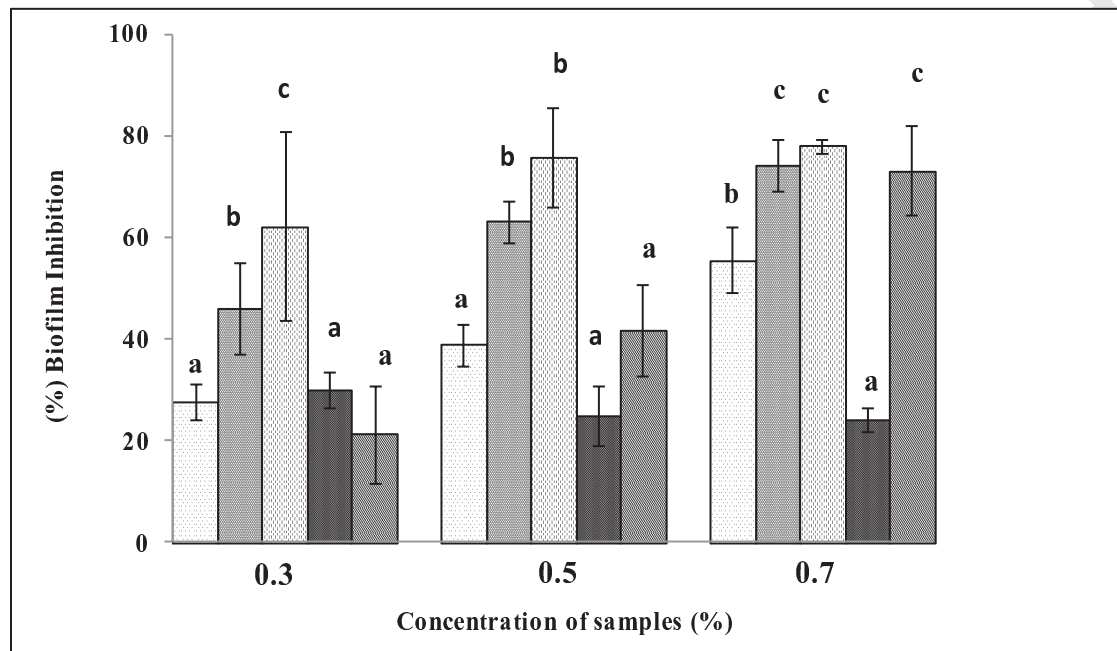 100
80
60
40
20
0
(%) Biofilm Inhibition
a
b
c
a
a
a
b
b
a
a
b
c
c
a
c
0.3
0.5
0.7
Concentration of samples (%)